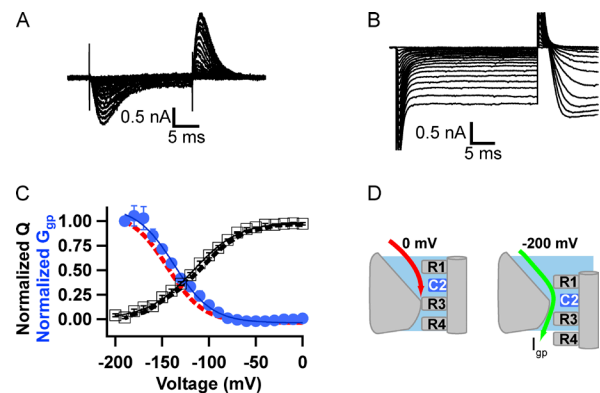 A
0.5 nA
5 ms
B
0.5 nA
5 ms
C
Normalized Q
Normalized Ggp
1.00
0.75
0.50
0.25
0.00
-200
-150
-100
-50
0
Voltage (mV)
D
0 mV
R1
C2
R3
R4
-200 mV
R1
C2
R3
R4
Igp